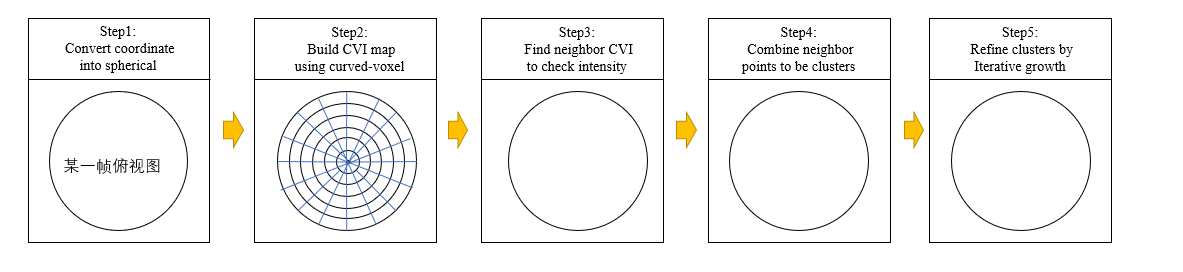 Step1:
Convert coordinate
into spherical
某一帧俯视图
Step2:
Build CVI map
using curved-voxel
Step3:
Find neighbor CVI
to check intensity
Step4:
Combine neighbor
points to be clusters
Step5:
Refine clusters by
Iterative growth